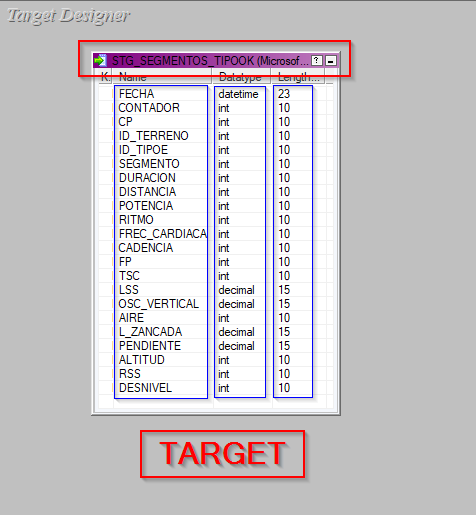 Target Designer
STG_SEGMENTOS_TIPOOK (Microsof... ?
K. Name Datatype Length...
FECHA datetime 23
CONTADOR int 10
CP int 10
ID_TERRENO int 10
ID_TIPOE int 10
SEGMENTO int 10
DURACION int 10
DISTANCIA int 10
POTENCIA int 10
RITMO int 10
FREC_CARDIACA int 10
CADENCIA int 10
FP int 10
TSC int 10
LSS decimal 15
OSC_VERTICAL decimal 15
AIRE int 10
L_ZANCADA decimal 15
PENDIENTE decimal 15
ALTITUD int 10
RSS int 10
DESNIVEL int 10
TARGET